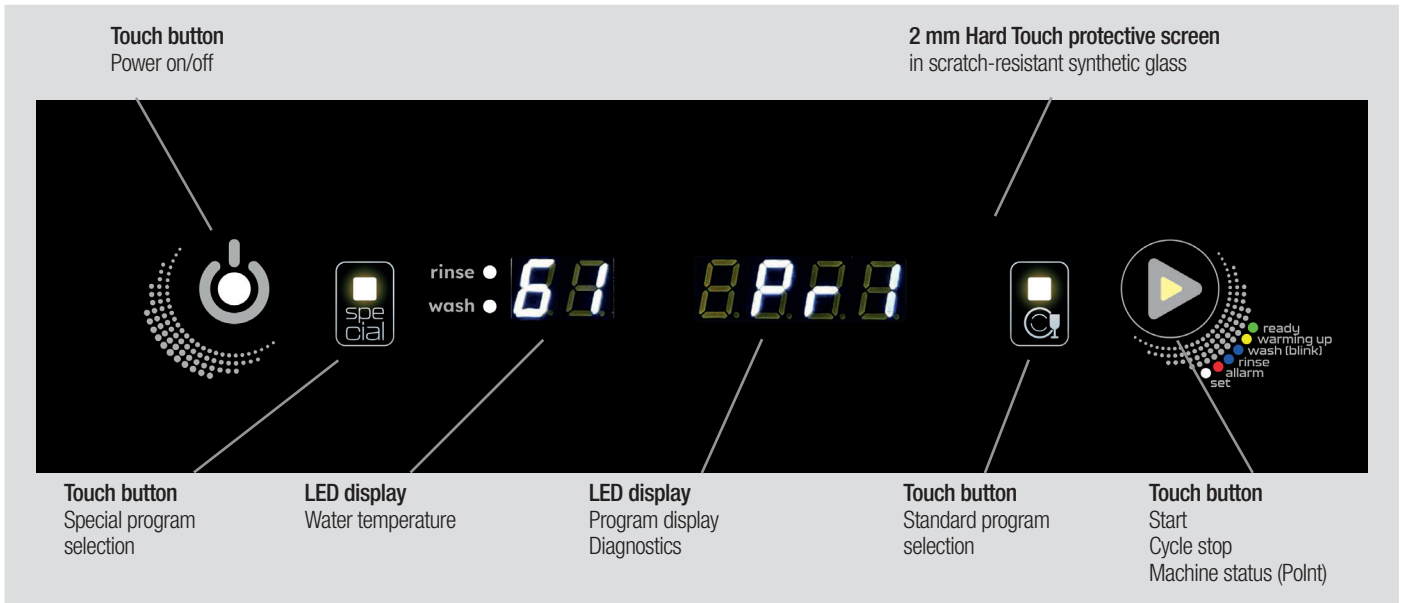 Touch button
Power on/off
2 mm Hard Touch protective screen
in scratch-resistant synthetic glass
spe
cial
rinse
wash
61
Pr1
ready
warming up
wash (blink)
rinse
allarm
set
Touch button
Special program
selection
LED display
Water temperature
LED display
Program display
Diagnostics
Touch button
Standard program
selection
Touch button
Start
Cycle stop
Machine status (PoInt)